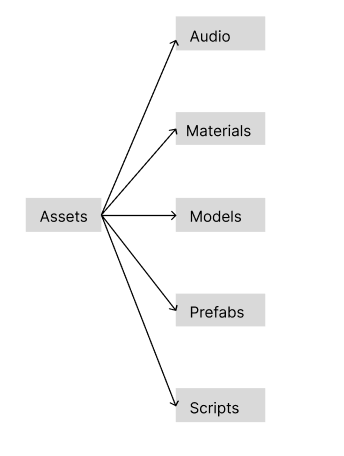 Audio
Materials
Assets
Models
Prefabs
Scripts